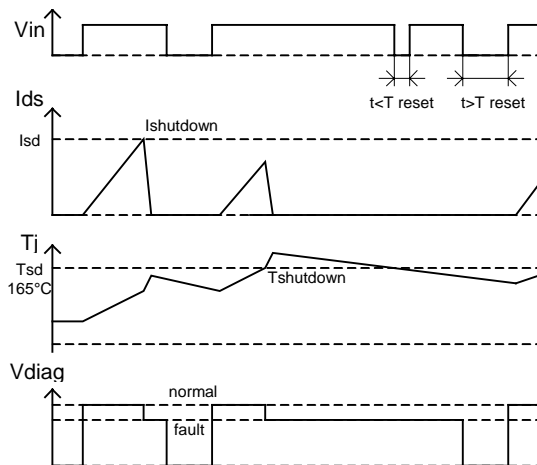 Vin
t<T reset
t>T reset
Ids
Isd
Ishutdown
Tj
Tsd
165°C
Tshutdown
Vdiag
normal
fault